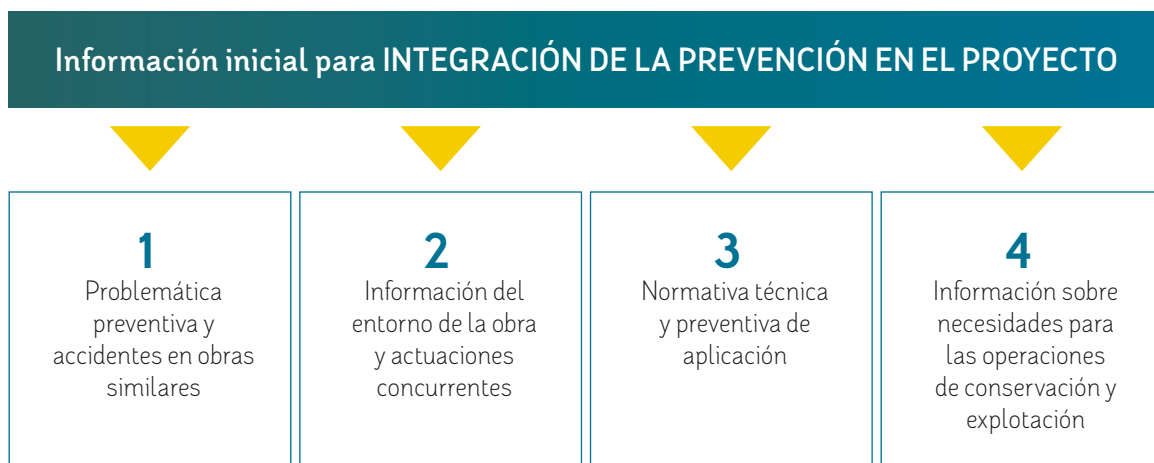 Información inicial para INTEGRACIÓN DE LA PREVENCIÓN EN EL PROYECTO
1
Problemática
preventiva y
accidentes en obras
similares
2
Información del
entorno de la obra
y actuaciones
concurrentes
3
Normativa técnica
y preventiva de
aplicación
4
Información sobre
necesidades para
las operaciones
de conservación y
explotación